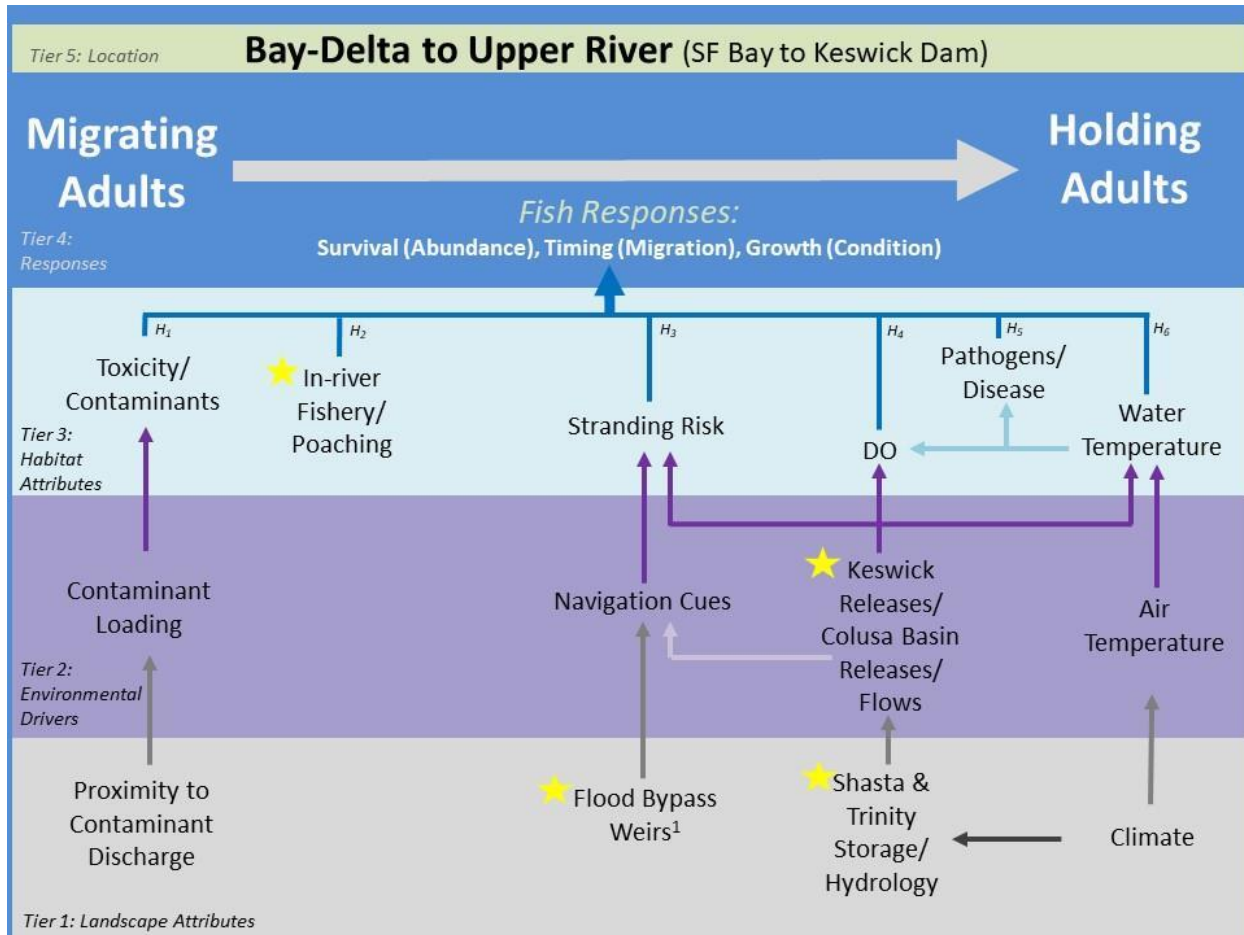 Tier 5: Location
Bay-Delta to Upper River (SF Bay to Keswick Dam)
Migrating
Adults
Holding
Adults
Fish Responses:
Survival (Abundance), Timing (Migration), Growth (Condition)
Tier 4:
Responses
H1
H2
H3
H4
H5
H6
Toxicity/
Contaminants
In-river
Fishery/
Poaching
Stranding Risk
DO
Pathogens/
Disease
Water
Temperature
Tier 3:
Habitat
Attributes
Contaminant
Loading
Navigation Cues
Keswick
Releases/
Colusa Basin
Releases/
Flows
Air
Temperature
Tier 2:
Environmental
Drivers
Proximity to
Contaminant
Discharge
Flood Bypass
Weirs1
Shasta &
Trinity
Storage/
Hydrology
Climate
Tier 1: Landscape Attributes